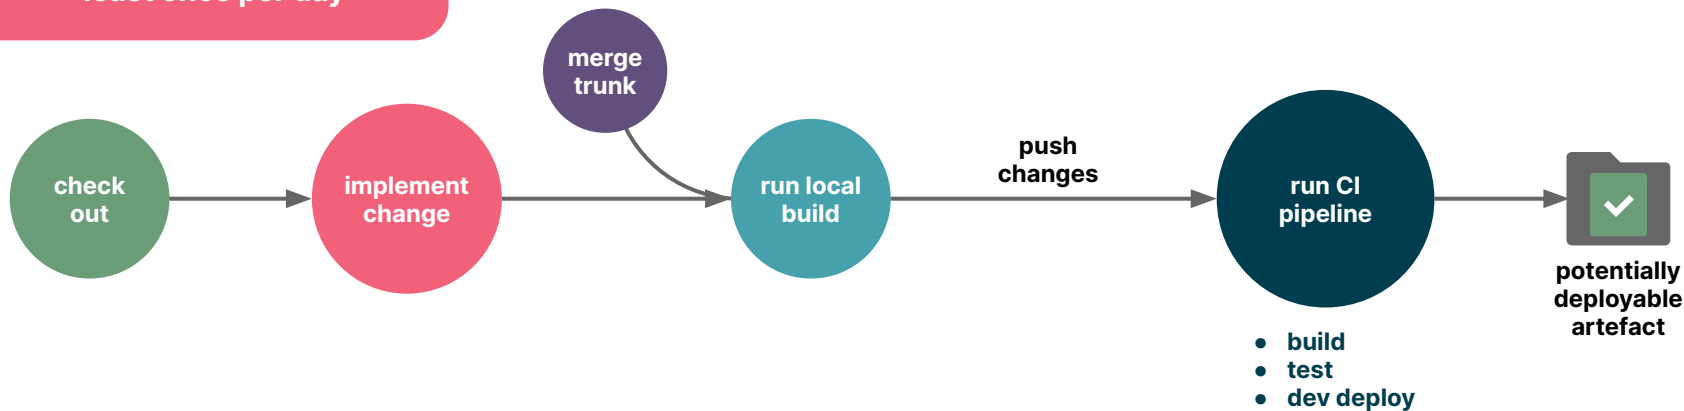 merge
trunk
check
out
implement
change
run local
build
push
changes
run CI
pipeline
potentially
deployable
artefact
● build
● test
● dev deploy